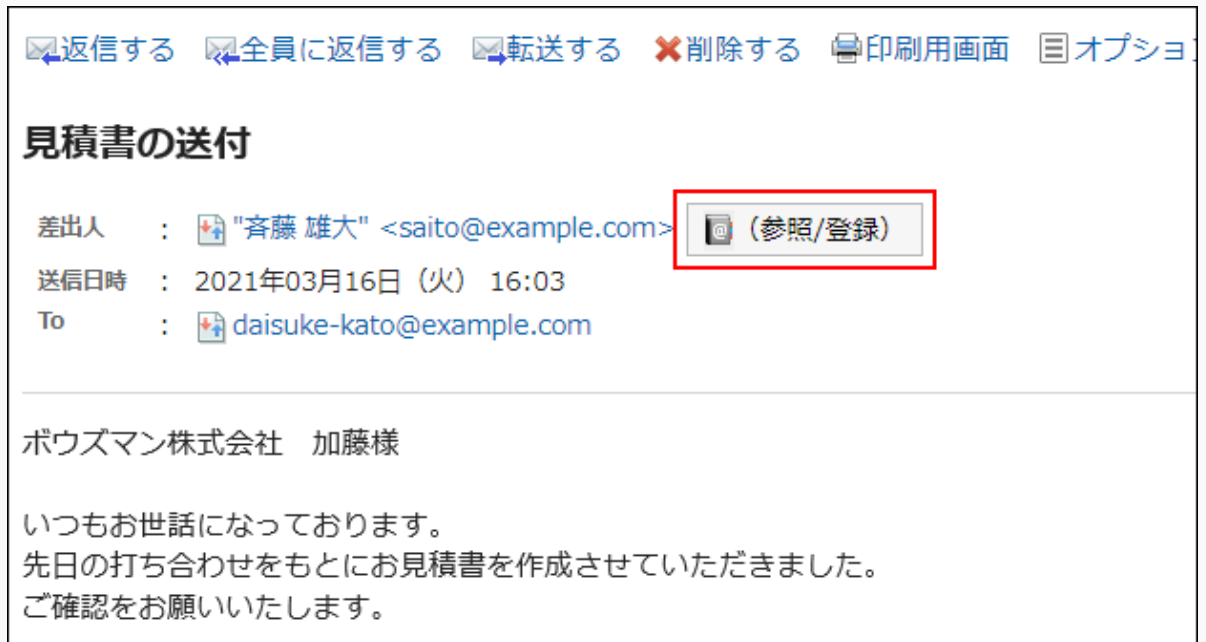 返信する 全員に返信する 転送する 削除する 印刷用画面 オプショ
見積書の送付
差出人 : "斉藤 雄大" <saito@example.com> （参照/登録）
送信日時 : 2021年03月16日（火） 16:03
To : daisuke-kato@example.com
ボウズマン株式会社　加藤様
いつもお世話になっております。
先日の打ち合わせをもとにお見積書を作成させていただきました。
ご確認をお願いいたします。